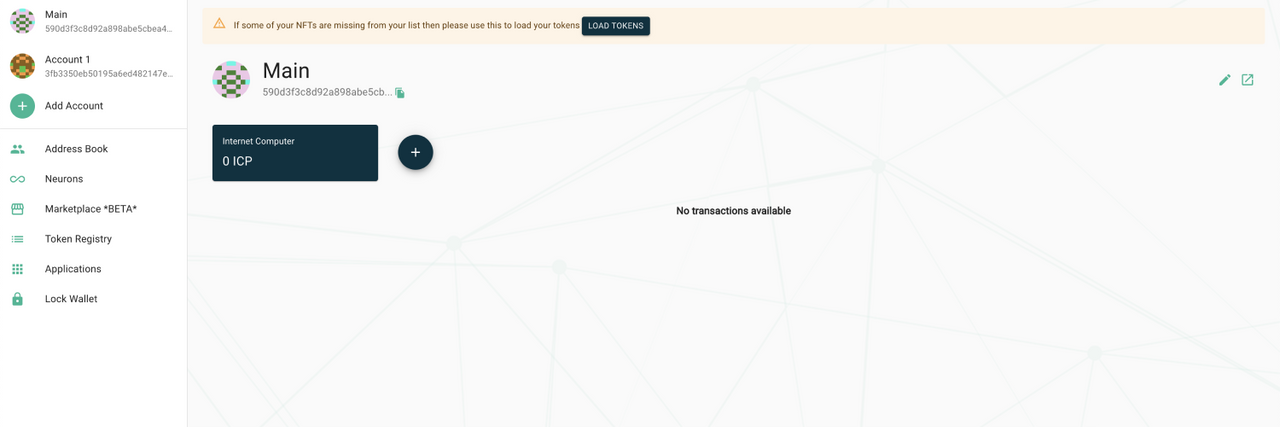 Main
590d3f3c8d92a898abe5cbea4...
Account 1
3fb3350eb50195a6ed482147e...
Add Account
Address Book
Neurons
Marketplace *BETA*
Token Registry
Applications
Lock Wallet
If some of your NFTs are missing from your list then please use this to load your tokens LOAD TOKENS
Main
590d3f3c8d92a898abe5cb...
Internet Computer
0 ICP
No transactions available